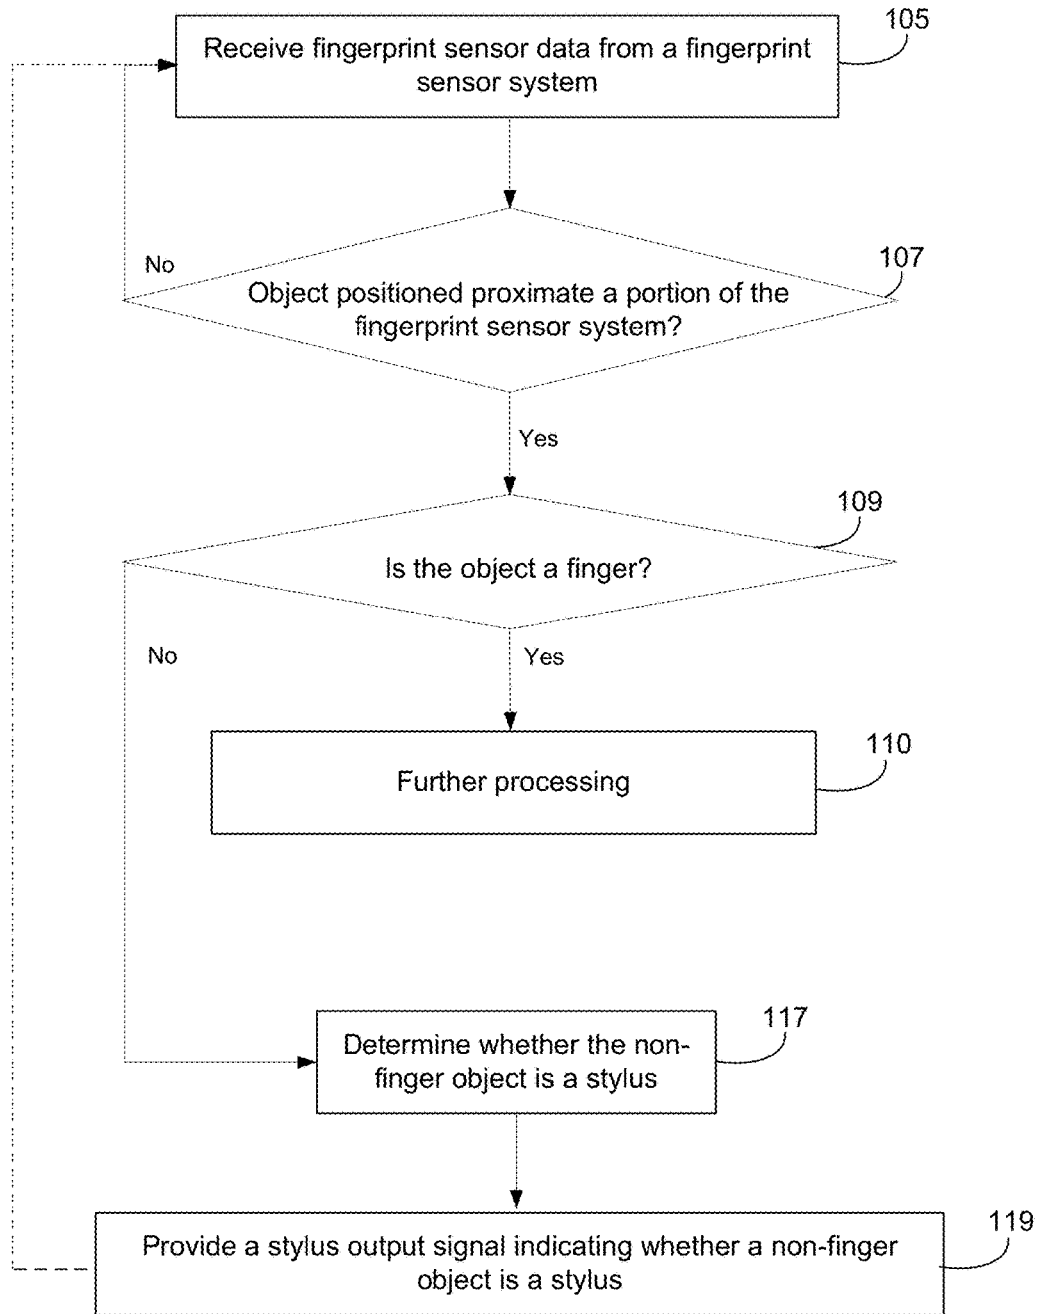 105
Receive fingerprint sensor data from a fingerprint
sensor system
No
107
Object positioned proximate a portion of the
fingerprint sensor system?
Yes
109
Is the object a finger?
No
Yes
110
Further processing
117
Determine whether the non-
finger object is a stylus
119
Provide a stylus output signal indicating whether a non-finger
object is a stylus